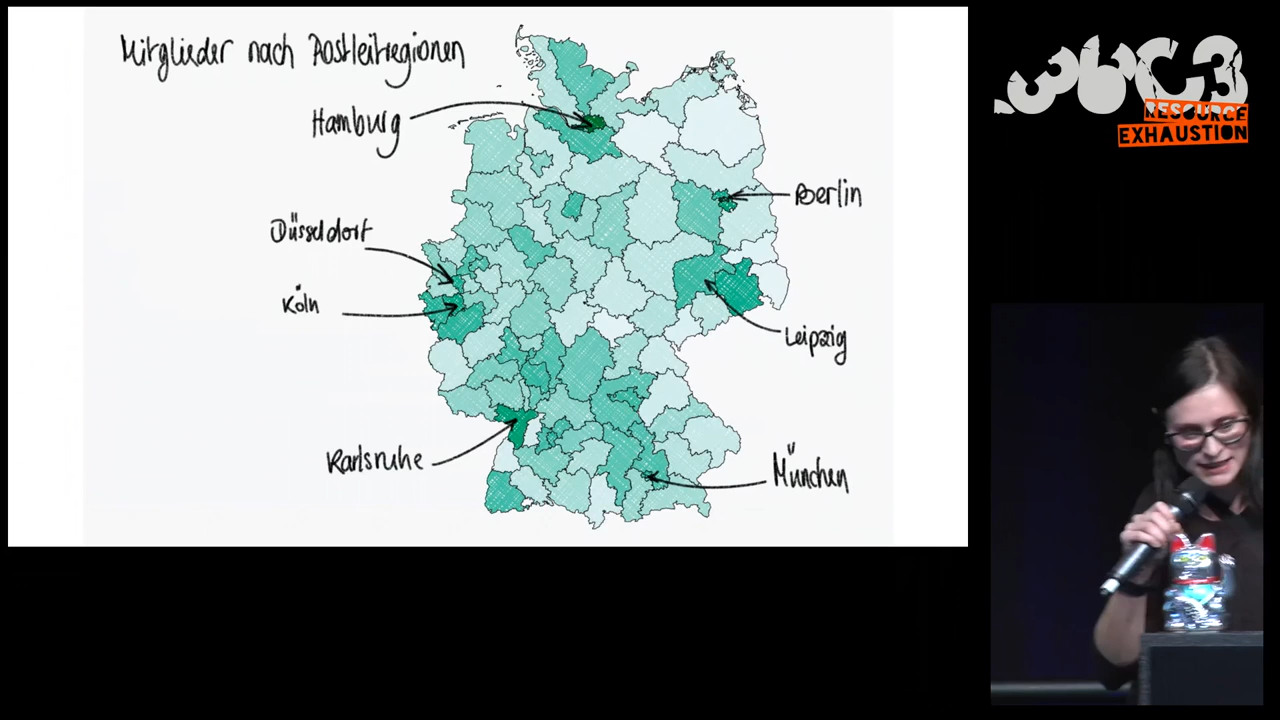 Mitglieder nach Postleitregionen
36C3
RESOURCE
EXHAUSTION
Hamburg
Berlin
Düsseldorf
Köln
Leipzig
Karlsruhe
München